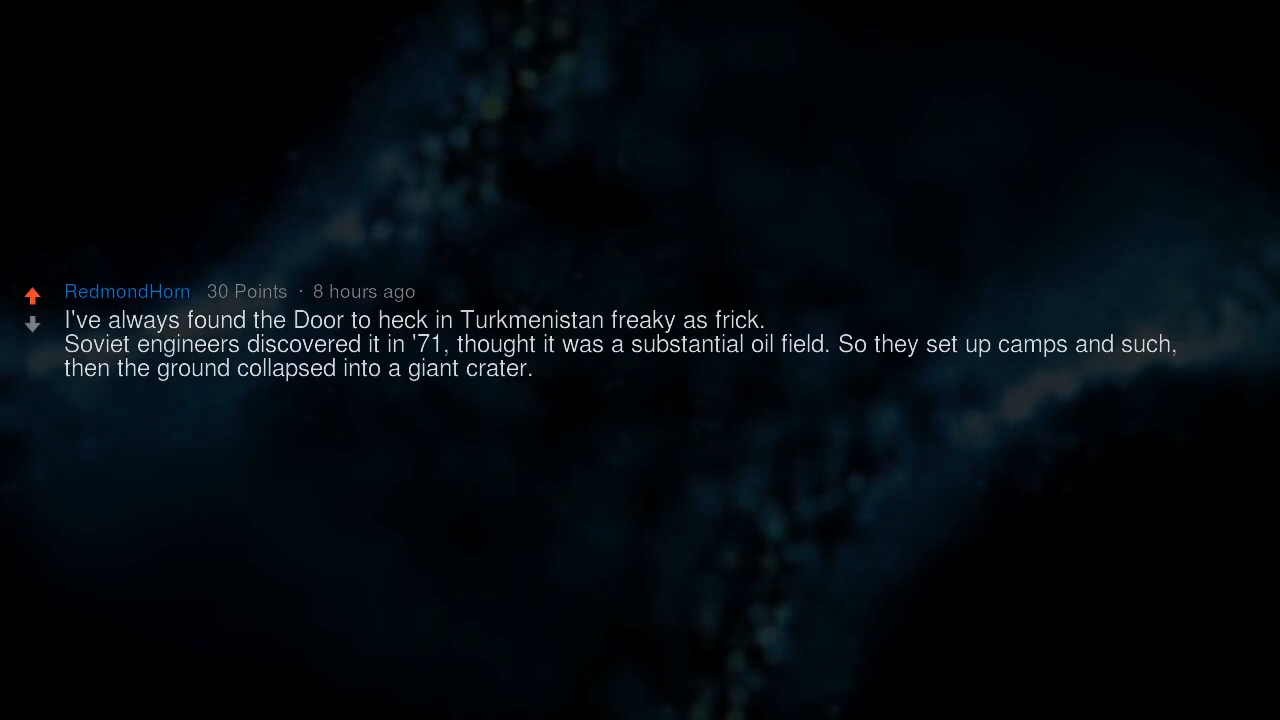 RedmondHorn 30 Points · 8 hours ago
I've always found the Door to heck in Turkmenistan freaky as frick.
Soviet engineers discovered it in '71, thought it was a substantial oil field. So they set up camps and such,
then the ground collapsed into a giant crater.